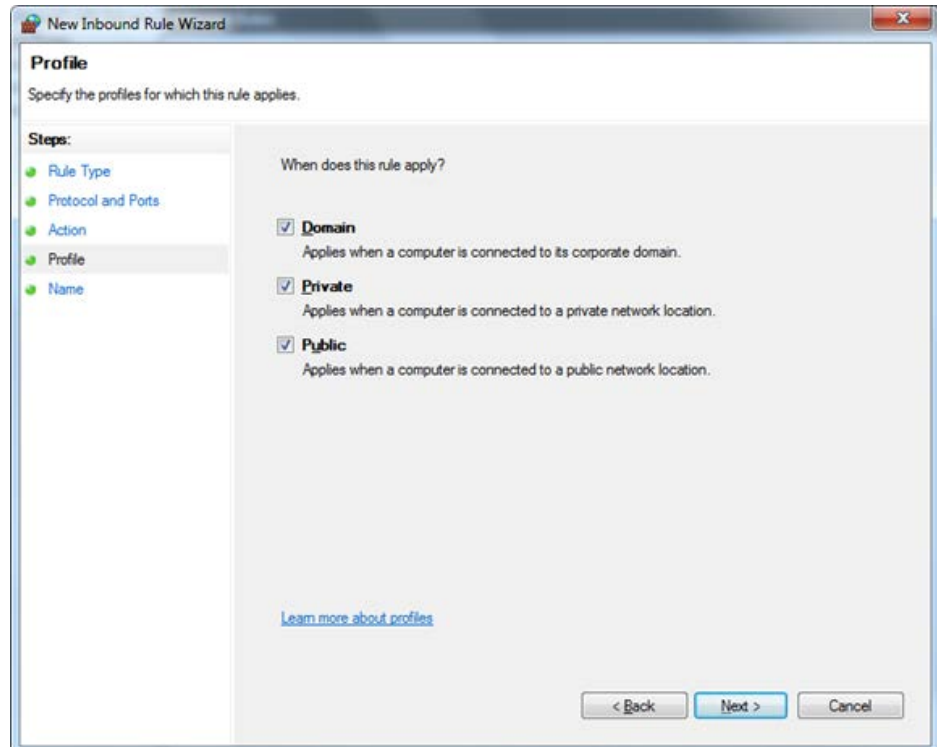 New Inbound Rule Wizard
Profile
Specify the profiles for which this rule applies.
Steps:
Rule Type
Protocol and Ports
Action
Profile
Name
When does this rule apply?
Domain
Applies when a computer is connected to its corporate domain.
Private
Applies when a computer is connected to a private network location.
Public
Applies when a computer is connected to a public network location.
Learn more about profiles
< Back
Next >
Cancel